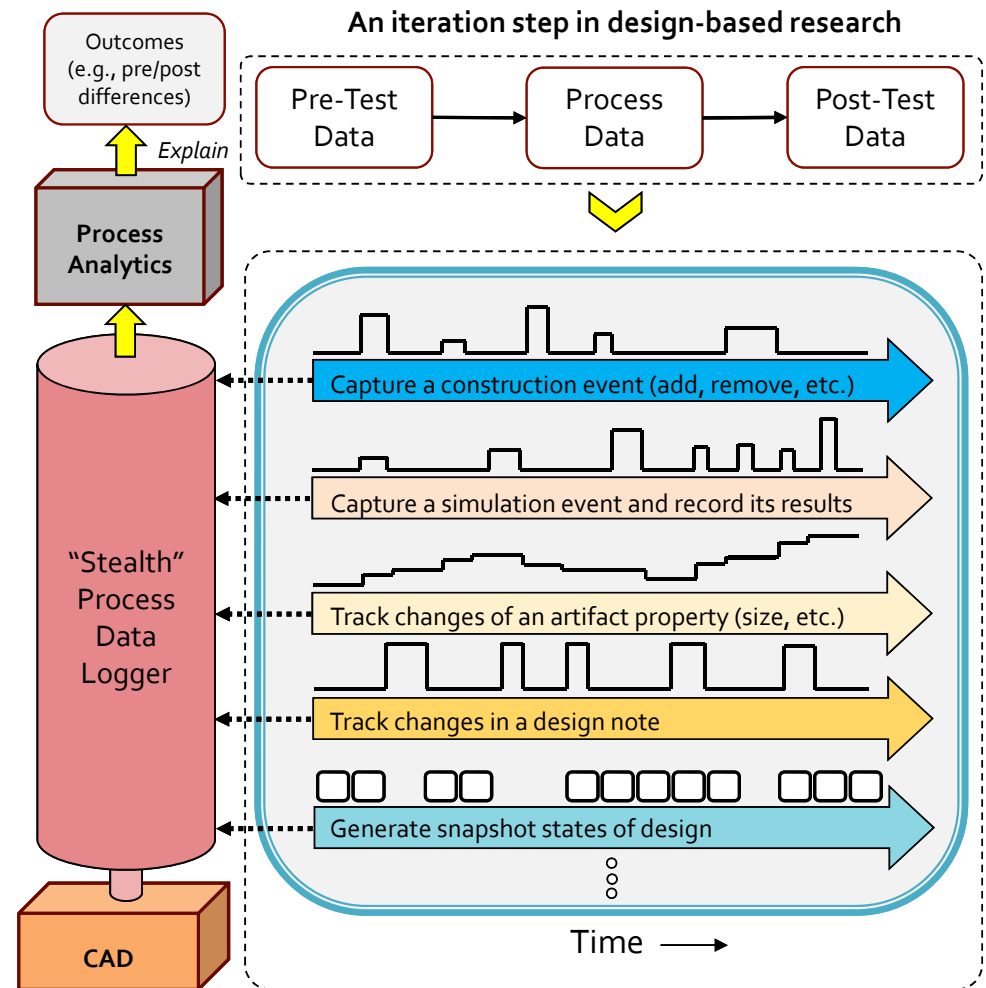 An iteration step in design-based research
Outcomes
(e.g., pre/post
differences)
Pre-Test
Data
Process
Data
Post-Test
Data
Explain
Process
Analytics
Capture a construction event (add, remove, etc.)
Capture a simulation event and record its results
“Stealth”
Process
Data
Logger
Track changes of an artifact property (size, etc.)
Track changes in a design note
Generate snapshot states of design
Time
CAD